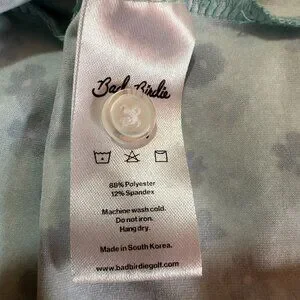 Bad Birdie
88% Polyester
12% Spandex
Machine wash cold.
Do not iron.
Hang dry.
Made in South Korea.
www.badbirdiegolf.com